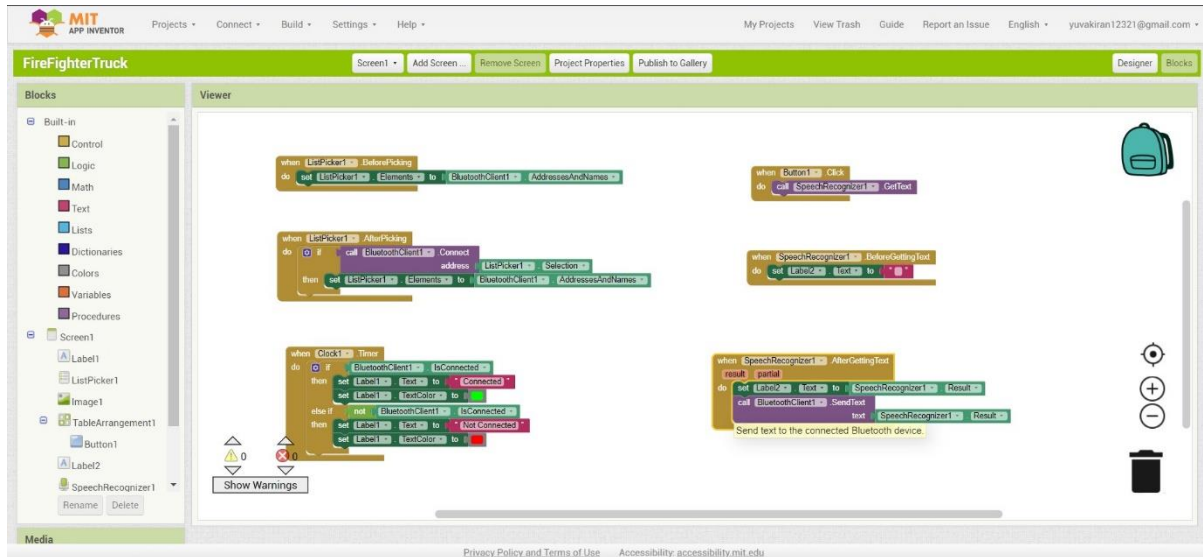 MIT
APP INVENTOR
Projects Connect Build Settings Help My Projects View Trash Guide Report an Issue English yuvakiran12321@gmail.com
FireFighterTruck Screen1 Add Screen ... Remove Screen Project Properties Publish to Gallery Designer Blocks
Blocks
Built-in
Control
Logic
Math
Text
Lists
Dictionaries
Colors
Variables
Procedures
Screen1
Label1
ListPicker1
Image1
TableArrangement1
Button1
Label2
SpeechRecognizer1
Rename Delete
Media
Viewer
when ListPicker1 . BeforePicking
do set ListPicker1 . Elements to BluetoothClient1 . AddressesAndNames
when ListPicker1 . AfterPicking
do if call BluetoothClient1 . Connect
address ListPicker1 . Selection
then set ListPicker1 . Elements to BluetoothClient1 . AddressesAndNames
when Clock1 . Timer
do if BluetoothClient1 . IsConnected
then set Label1 . Text to " Connected "
set Label1 . TextColor to
else if not BluetoothClient1 . IsConnected
then set Label1 . Text to " Not Connected "
set Label1 . TextColor to
0 0
Show Warnings
when Button1 . Click
do call SpeechRecognizer1 . GetText
when SpeechRecognizer1 . BeforeGettingText
do set Label2 . Text to " "
when SpeechRecognizer1 . AfterGettingText
result partial
do set Label2 . Text to SpeechRecognizer1 . Result
call BluetoothClient1 . SendText
text SpeechRecognizer1 . Result
Send text to the connected Bluetooth device.
Privacy Policy and Terms of Use Accessibility: accessibility.mit.edu